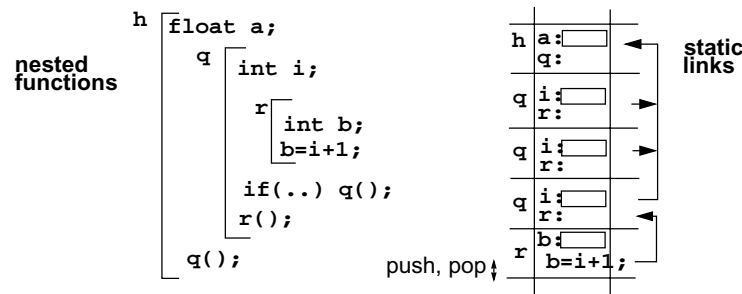 nested
functions
h
float a;
q
int i;
r
int b;
b=i+1;
if(..) q();
r();
q();
h
a:
q:
q
i:
r:
q
i:
r:
q
i:
r:
r
b:
b=i+1;
static
links
push, pop